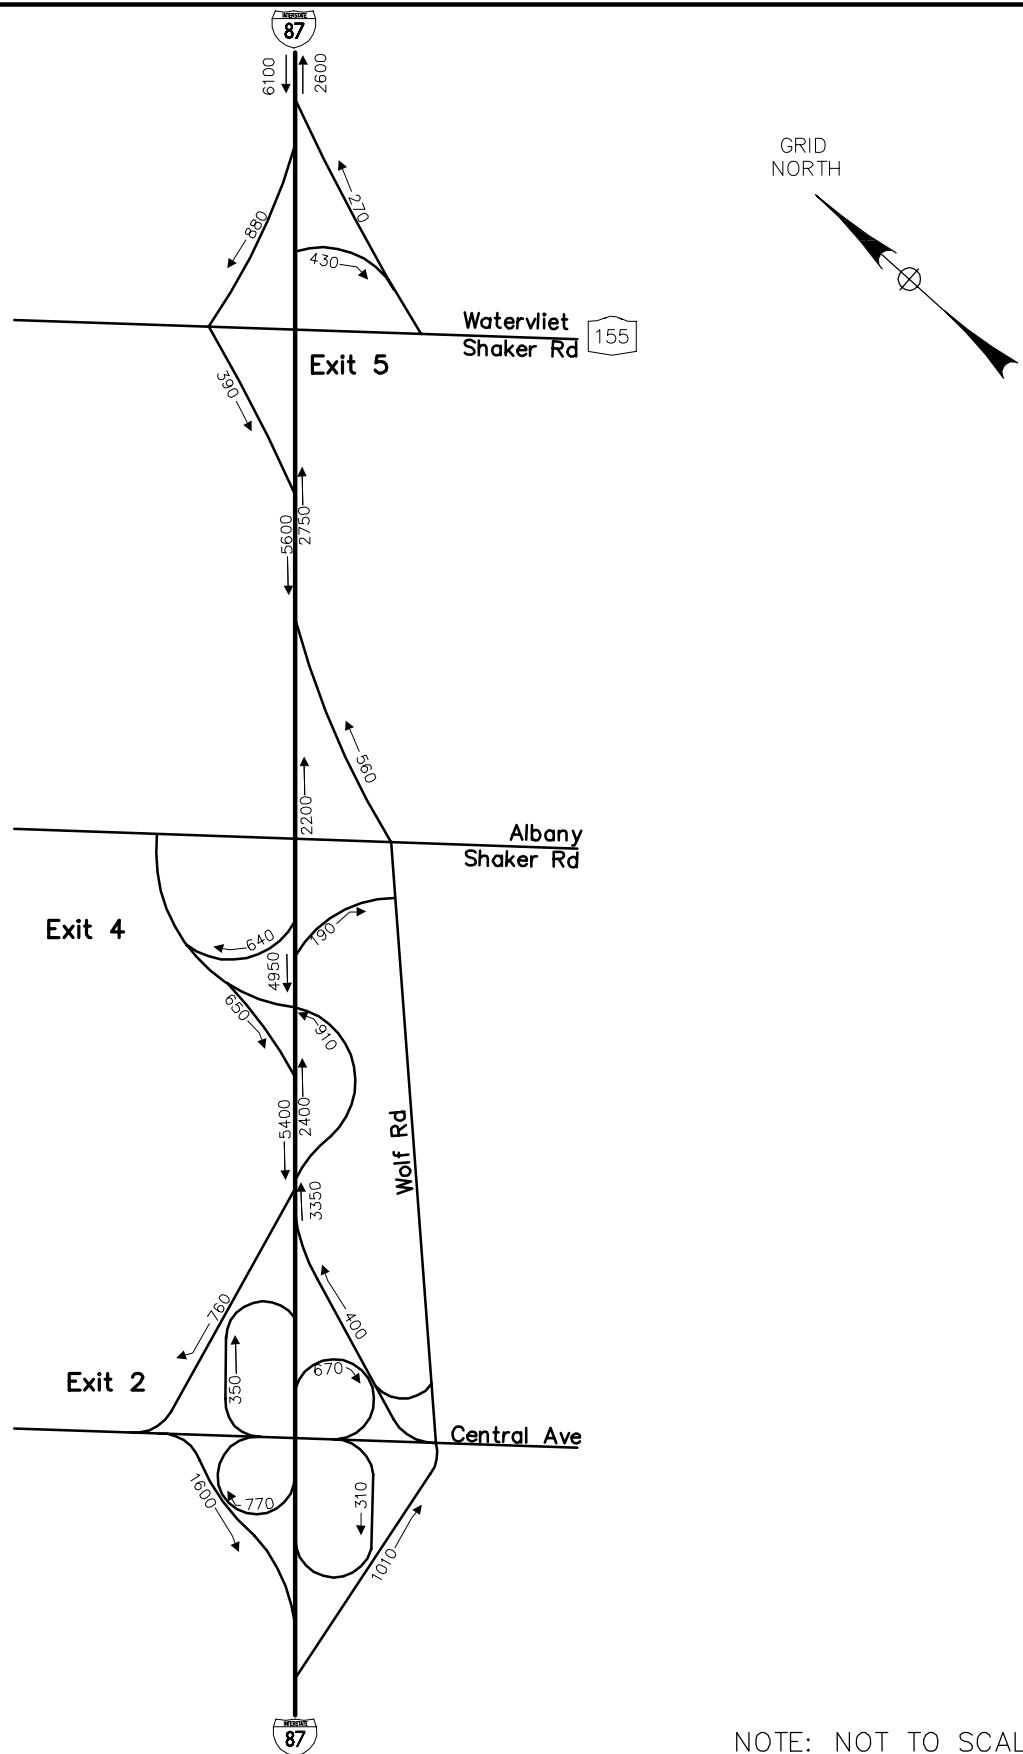 INTERSTATE
87
6100
2600
GRID
NORTH
270
880
430
Watervliet
Shaker Rd
155
Exit 5
390
5600
2750
560
2200
Albany
Shaker Rd
Exit 4
640
190
4950
650
910
5400
2400
Wolf Rd
3350
760
400
670
350
Exit 2
Central Ave
1600
770
310
1010
INTERSTATE
87
NOTE: NOT TO SCAL